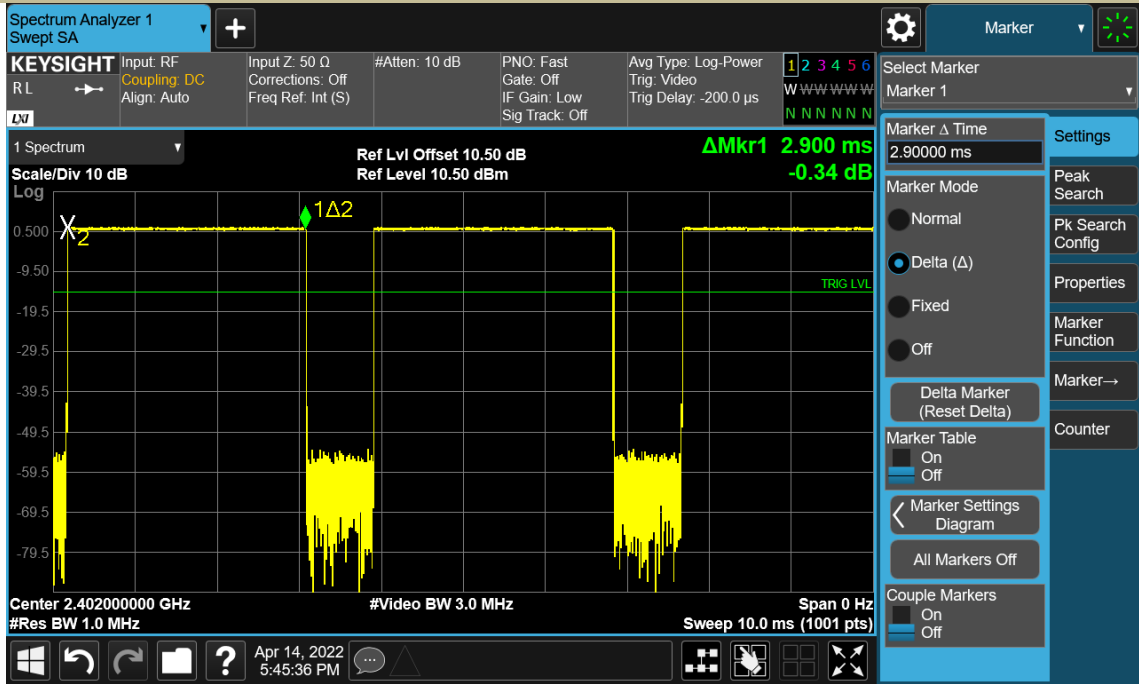 Spectrum Analyzer 1
Swept SA
Marker
KEYSIGHT
R L
LXI
Input: RF
Coupling: DC
Align: Auto
Input Z: 50 Ω
Corrections: Off
Freq Ref: Int (S)
#Atten: 10 dB
PNO: Fast
Gate: Off
IF Gain: Low
Sig Track: Off
Avg Type: Log-Power
Trig: Video
Trig Delay: -200.0 µs
1 2 3 4 5 6
W W W W W W
N N N N N N
Select Marker
Marker 1
1 Spectrum
Scale/Div 10 dB
Log
Ref Lvl Offset 10.50 dB
Ref Level 10.50 dBm
ΔMkr1 2.900 ms
-0.34 dB
1Δ2
2
0.500
-9.50
TRIG LVL
-19.5
-29.5
-39.5
-49.5
-59.5
-69.5
-79.5
Center 2.402000000 GHz
#Res BW 1.0 MHz
#Video BW 3.0 MHz
Span 0 Hz
Sweep 10.0 ms (1001 pts)
Marker Δ Time
2.90000 ms
Marker Mode
Normal
Delta (Δ)
Fixed
Off
Delta Marker
(Reset Delta)
Marker Table
On
Off
Marker Settings
Diagram
All Markers Off
Couple Markers
On
Off
Settings
Peak
Search
Pk Search
Config
Properties
Marker
Function
Marker→
Counter
?
Apr 14, 2022
5:45:36 PM